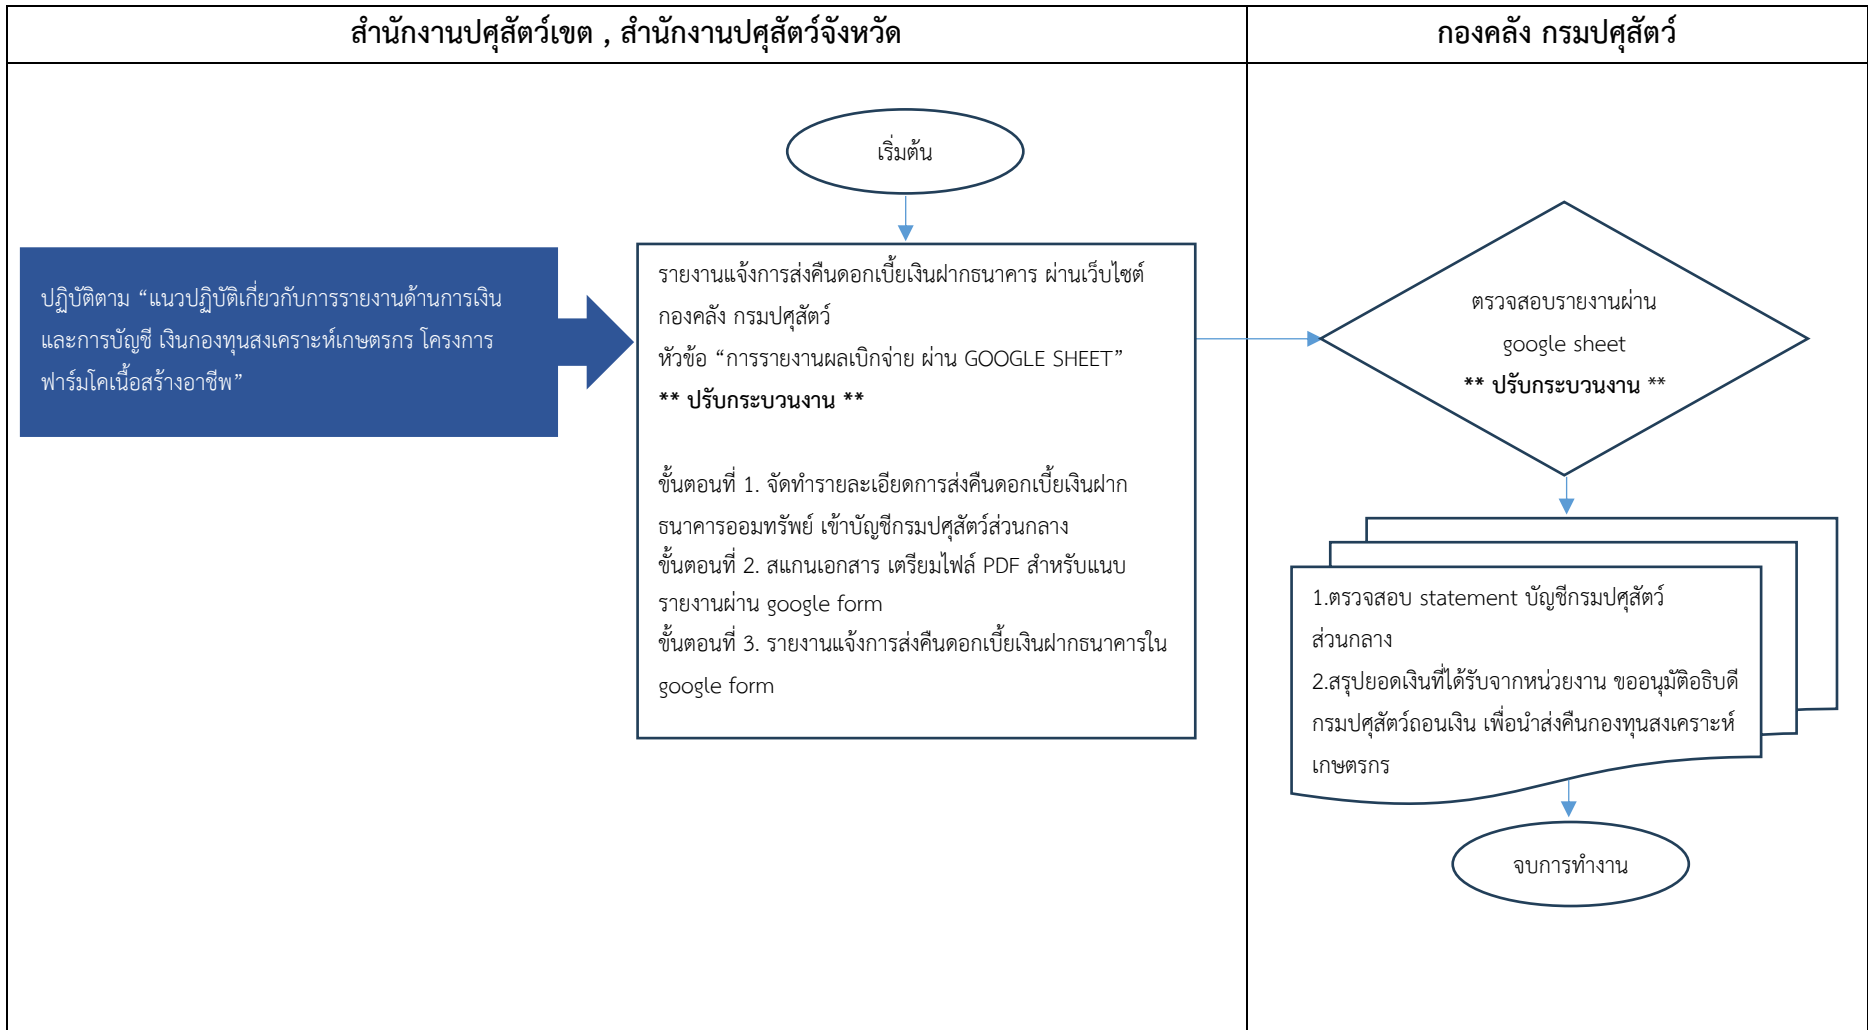 สำนักงานปศุสัตว์เขต , สำนักงานปศุสัตว์จังหวัด
กองคลัง กรมปศุสัตว์
เริ่มต้น
ปฏิบัติตาม “แนวปฏิบัติเกี่ยวกับการรายงานด้านการเงิน
และการบัญชี เงินกองทุนสงเคราะห์เกษตรกร โครงการ
ฟาร์มโคเนื้อสร้างอาชีพ”
รายงานแจ้งการส่งคืนดอกเบี้ยเงินฝากธนาคาร ผ่านเว็บไซต์
กองคลัง กรมปศุสัตว์
หัวข้อ “การรายงานผลเบิกจ่าย ผ่าน GOOGLE SHEET”
** ปรับกระบวนงาน **
ขั้นตอนที่ 1. จัดทำรายละเอียดการส่งคืนดอกเบี้ยเงินฝาก
ธนาคารออมทรัพย์ เข้าบัญชีกรมปศุสัตว์ส่วนกลาง
ขั้นตอนที่ 2. สแกนเอกสาร เตรียมไฟล์ PDF สำหรับแนบ
รายงานผ่าน google form
ขั้นตอนที่ 3. รายงานแจ้งการส่งคืนดอกเบี้ยเงินฝากธนาคารใน
google form
ตรวจสอบรายงานผ่าน
google sheet
** ปรับกระบวนงาน **
1.ตรวจสอบ statement บัญชีกรมปศุสัตว์
ส่วนกลาง
2.สรุปยอดเงินที่ได้รับจากหน่วยงาน ขออนุมัติอธิบดี
กรมปศุสัตว์ถอนเงิน เพื่อนำส่งคืนกองทุนสงเคราะห์
เกษตรกร
จบการทำงาน